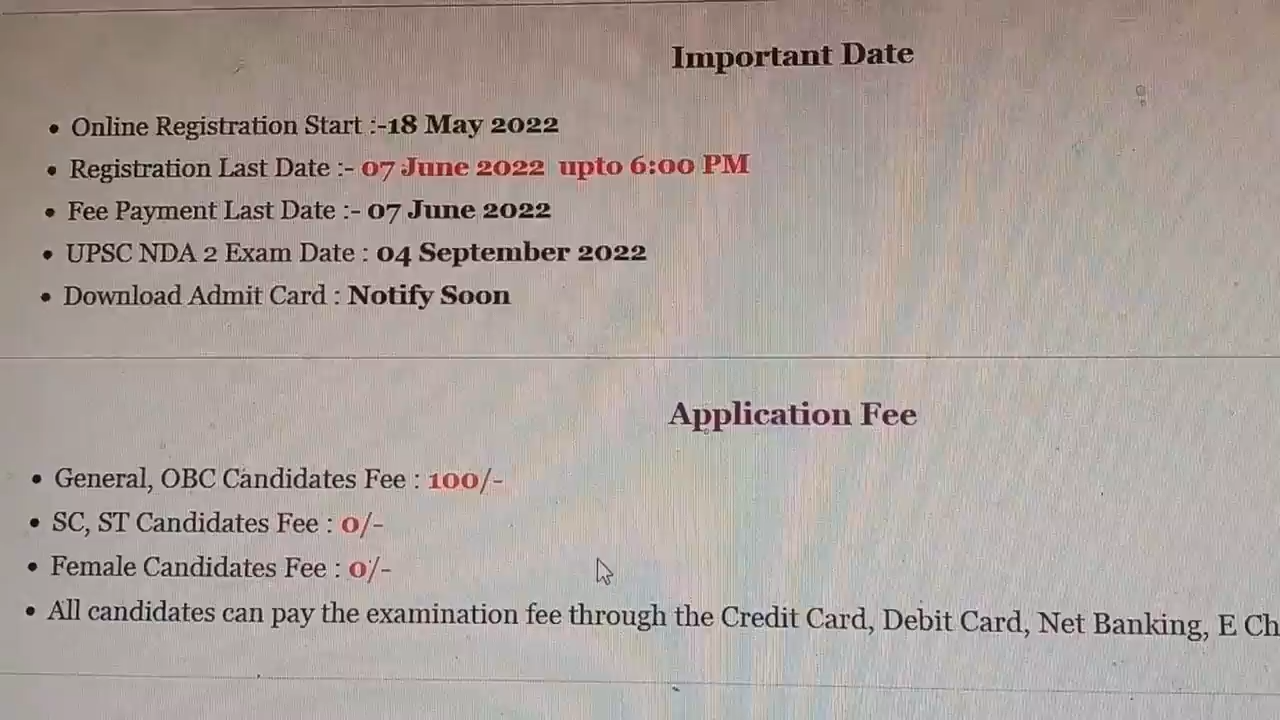 Important Date
Online Registration Start :-18 May 2022
Registration Last Date :- 07 June 2022 upto 6:00 PM
Fee Payment Last Date :- 07 June 2022
UPSC NDA 2 Exam Date : 04 September 2022
Download Admit Card : Notify Soon
Application Fee
General, OBC Candidates Fee : 100/-
SC, ST Candidates Fee : 0/-
Female Candidates Fee : 0/-
All candidates can pay the examination fee through the Credit Card, Debit Card, Net Banking, E Ch